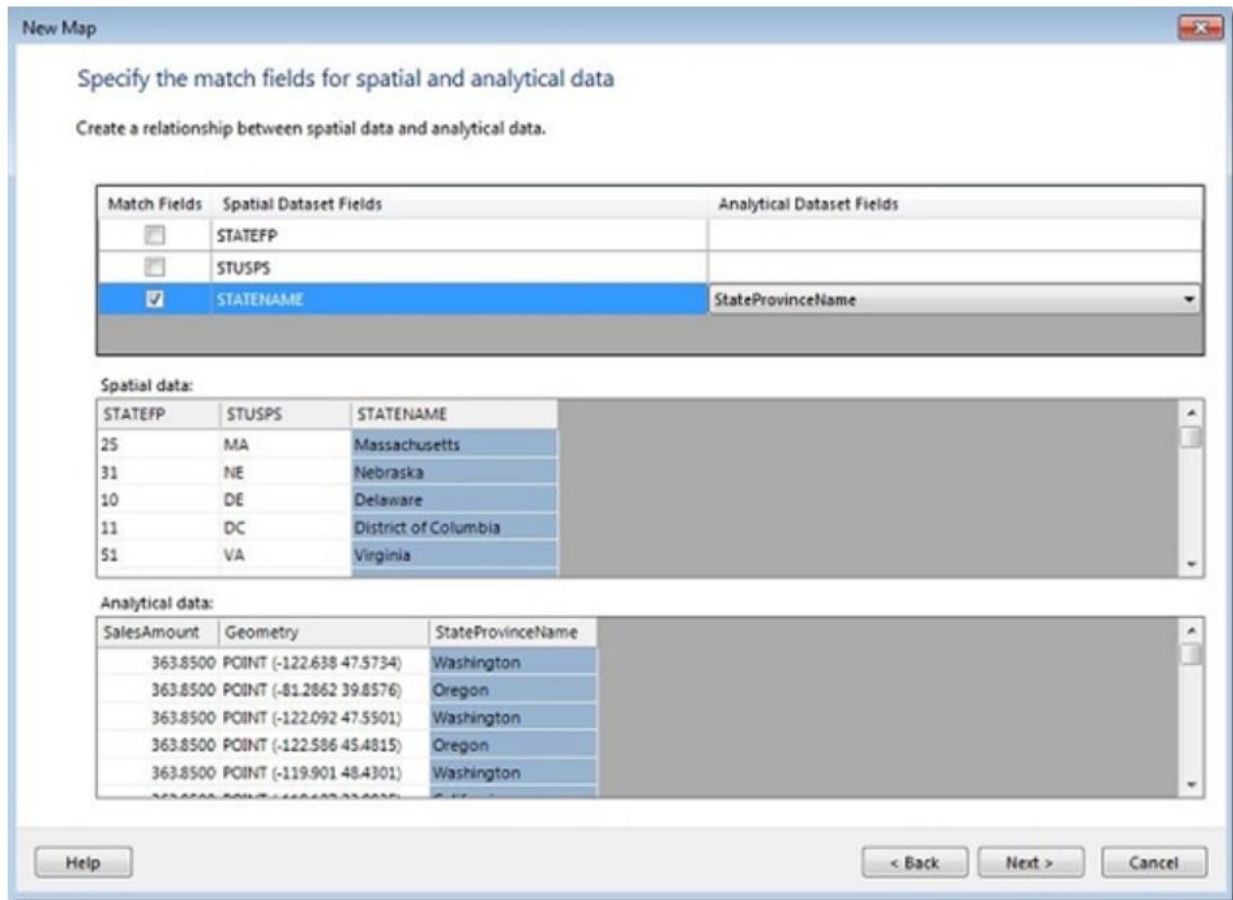 New Map
Specify the match fields for spatial and analytical data
Create a relationship between spatial data and analytical data.
Match Fields Spatial Dataset Fields Analytical Dataset Fields
STATEFP
STUSPS
STATENAME StateProvinceName
Spatial data:
STATEFP STUSPS STATENAME
25 MA Massachusetts
31 NE Nebraska
10 DE Delaware
11 DC District of Columbia
51 VA Virginia
Analytical data:
SalesAmount Geometry StateProvinceName
363.8500 POINT (-122.638 47.5734) Washington
363.8500 POINT (-81.2862 39.8576) Oregon
363.8500 POINT (-122.092 47.5501) Washington
363.8500 POINT (-122.586 45.4815) Oregon
363.8500 POINT (-119.901 48.4301) Washington
Help < Back Next > Cancel